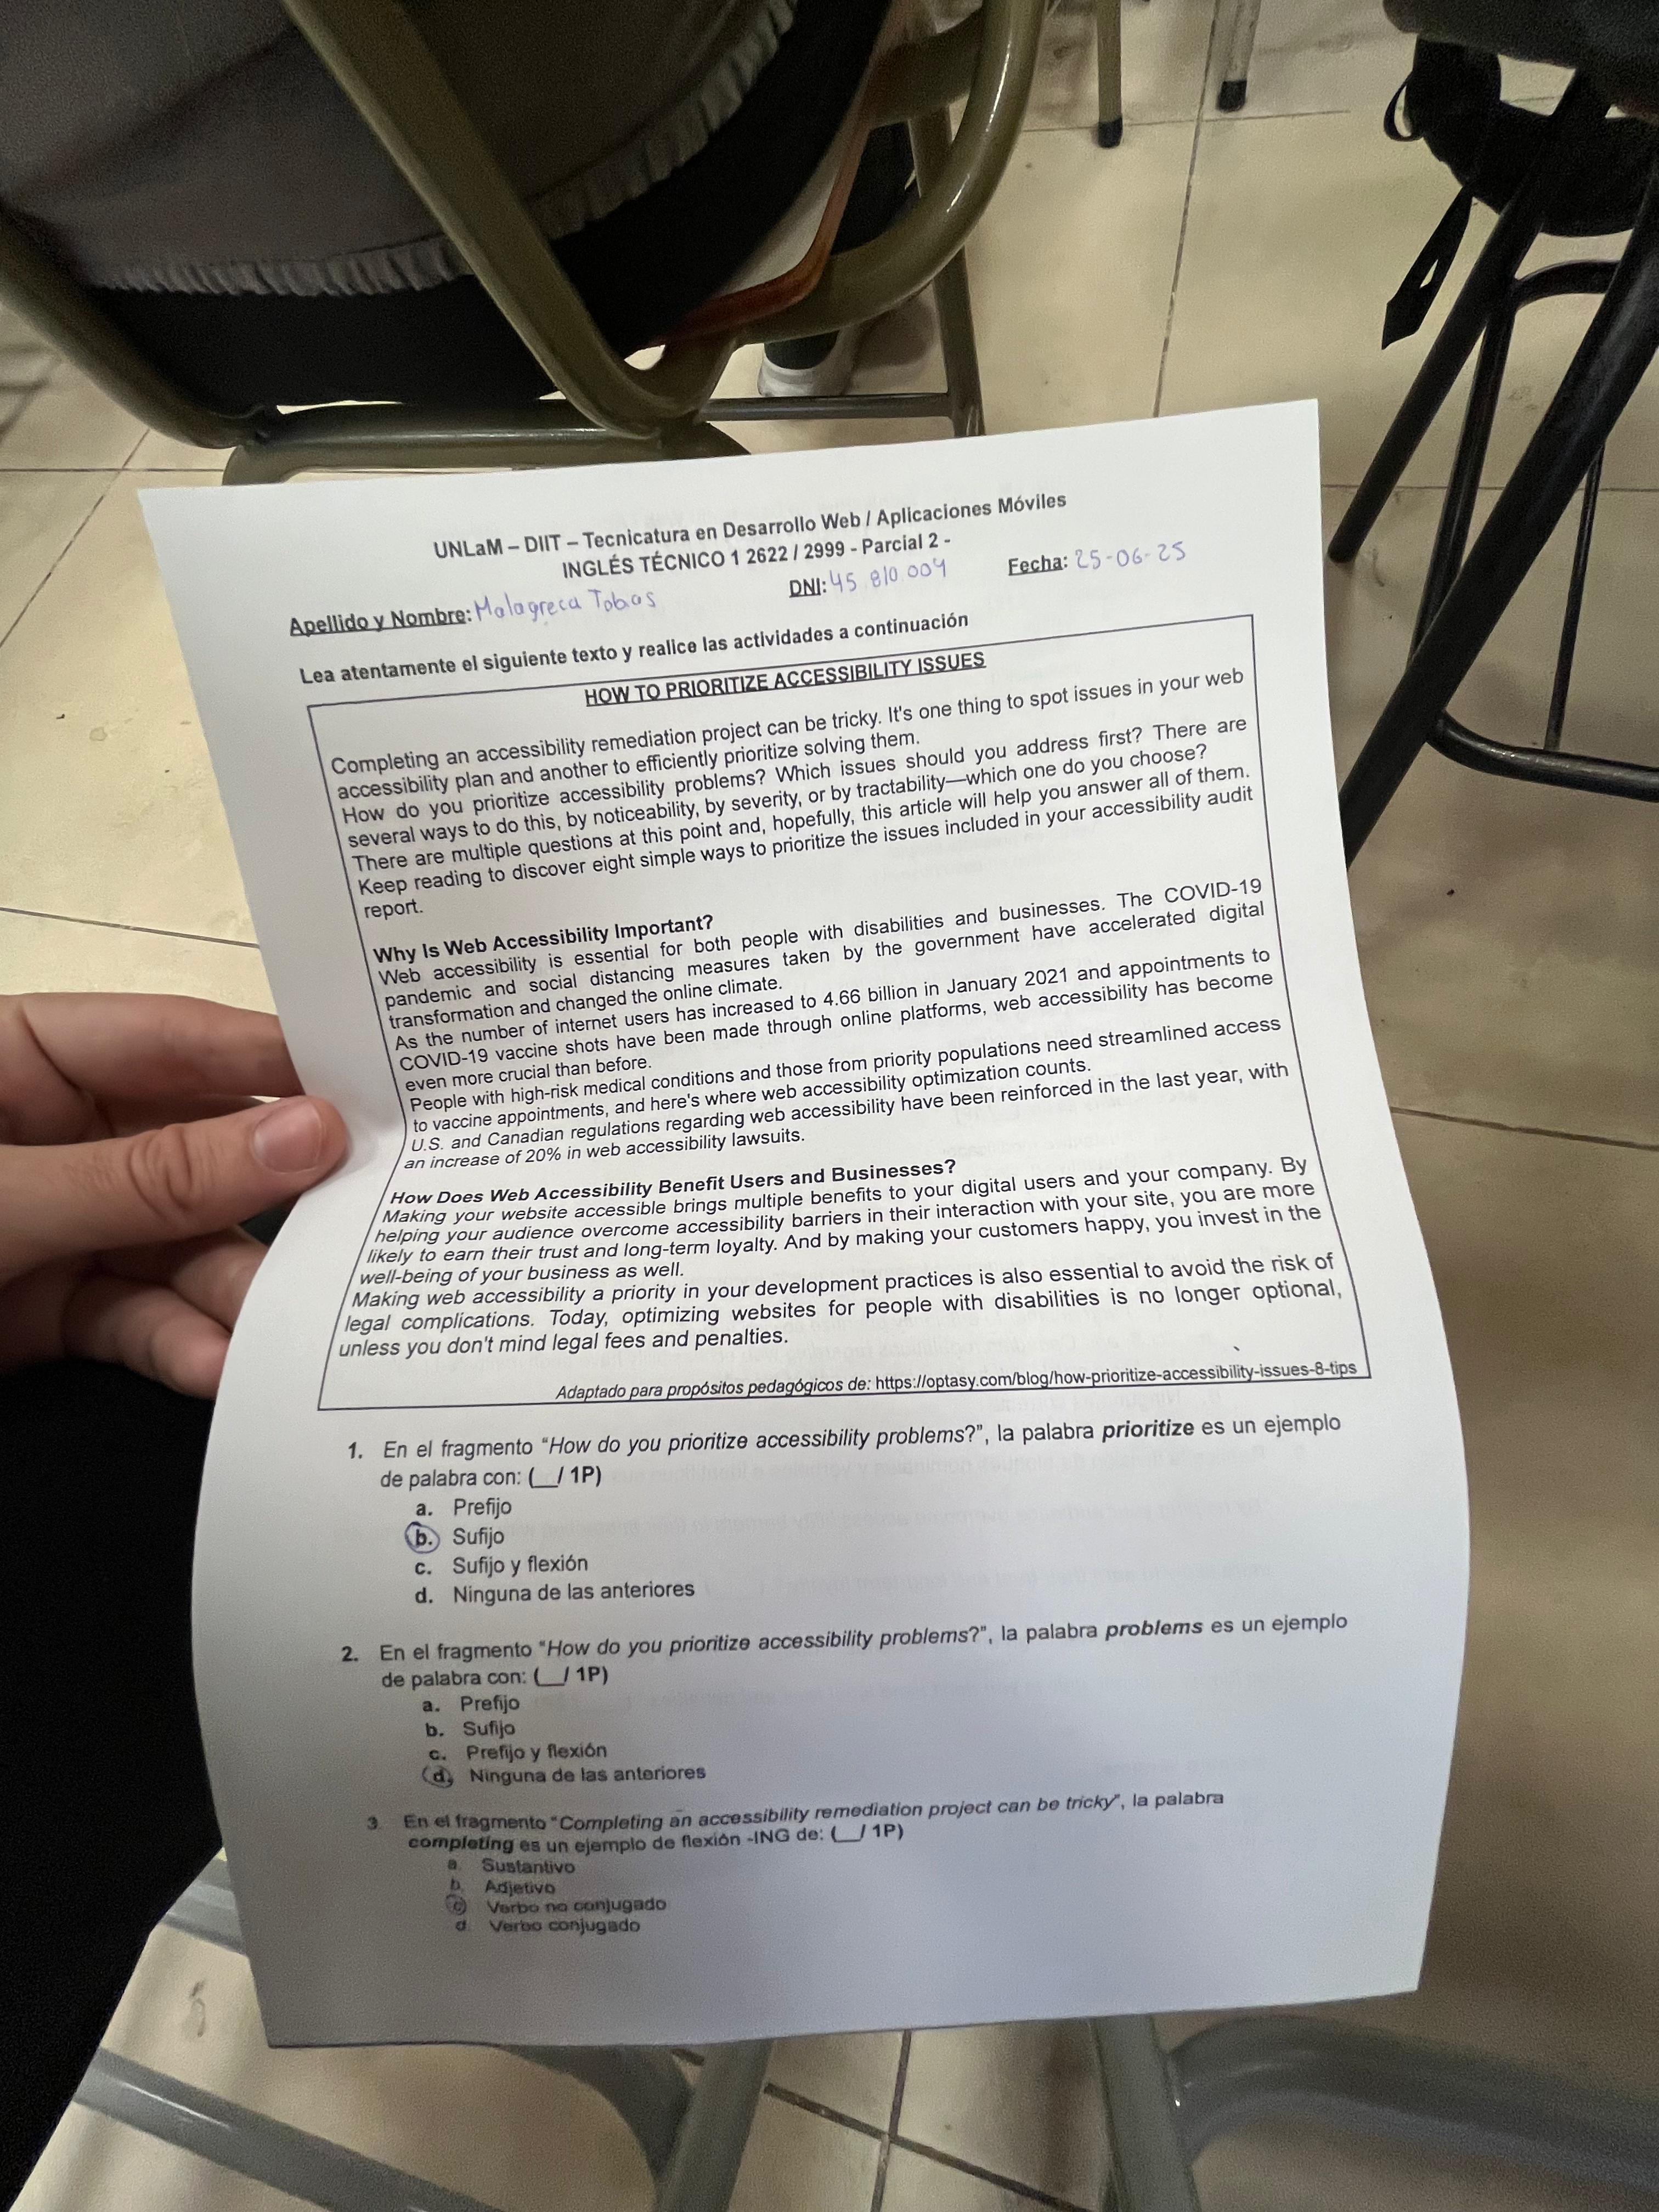 UNLaM – DIIT – Tecnicatura en Desarrollo Web / Aplicaciones Móviles
INGLÉS TÉCNICO 1 2622 / 2999 - Parcial 2 -
Apellido y Nombre: Malagreca Tobias DNI: 45 810 004 Fecha: 25-06-25
Lea atentamente el siguiente texto y realice las actividades a continuación
HOW TO PRIORITIZE ACCESSIBILITY ISSUES
Completing an accessibility remediation project can be tricky. It's one thing to spot issues in your web
accessibility plan and another to efficiently prioritize solving them.
How do you prioritize accessibility problems? Which issues should you address first? There are
several ways to do this, by noticeability, by severity, or by tractability—which one do you choose?
There are multiple questions at this point and, hopefully, this article will help you answer all of them.
Keep reading to discover eight simple ways to prioritize the issues included in your accessibility audit
report.
Why Is Web Accessibility Important?
Web accessibility is essential for both people with disabilities and businesses. The COVID-19
pandemic and social distancing measures taken by the government have accelerated digital
transformation and changed the online climate.
As the number of internet users has increased to 4.66 billion in January 2021 and appointments to
COVID-19 vaccine shots have been made through online platforms, web accessibility has become
even more crucial than before.
People with high-risk medical conditions and those from priority populations need streamlined access
to vaccine appointments, and here's where web accessibility optimization counts.
U.S. and Canadian regulations regarding web accessibility have been reinforced in the last year, with
an increase of 20% in web accessibility lawsuits.
How Does Web Accessibility Benefit Users and Businesses?
Making your website accessible brings multiple benefits to your digital users and your company. By
helping your audience overcome accessibility barriers in their interaction with your site, you are more
likely to earn their trust and long-term loyalty. And by making your customers happy, you invest in the
well-being of your business as well.
Making web accessibility a priority in your development practices is also essential to avoid the risk of
legal complications. Today, optimizing websites for people with disabilities is no longer optional,
unless you don't mind legal fees and penalties.
Adaptado para propósitos pedagógicos de: https://optasy.com/blog/how-prioritize-accessibility-issues-8-tips
1. En el fragmento “How do you prioritize accessibility problems?”, la palabra prioritize es un ejemplo
de palabra con: (__/ 1P)
a. Prefijo
b. Sufijo
c. Sufijo y flexión
d. Ninguna de las anteriores
2. En el fragmento “How do you prioritize accessibility problems?”, la palabra problems es un ejemplo
de palabra con: (__/ 1P)
a. Prefijo
b. Sufijo
c. Prefijo y flexión
d. Ninguna de las anteriores
3. En el fragmento “Completing an accessibility remediation project can be tricky”, la palabra
completing es un ejemplo de flexión -ING de: (__/ 1P)
a. Sustantivo
b. Adjetivo
c. Verbo no conjugado
d. Verbo conjugado